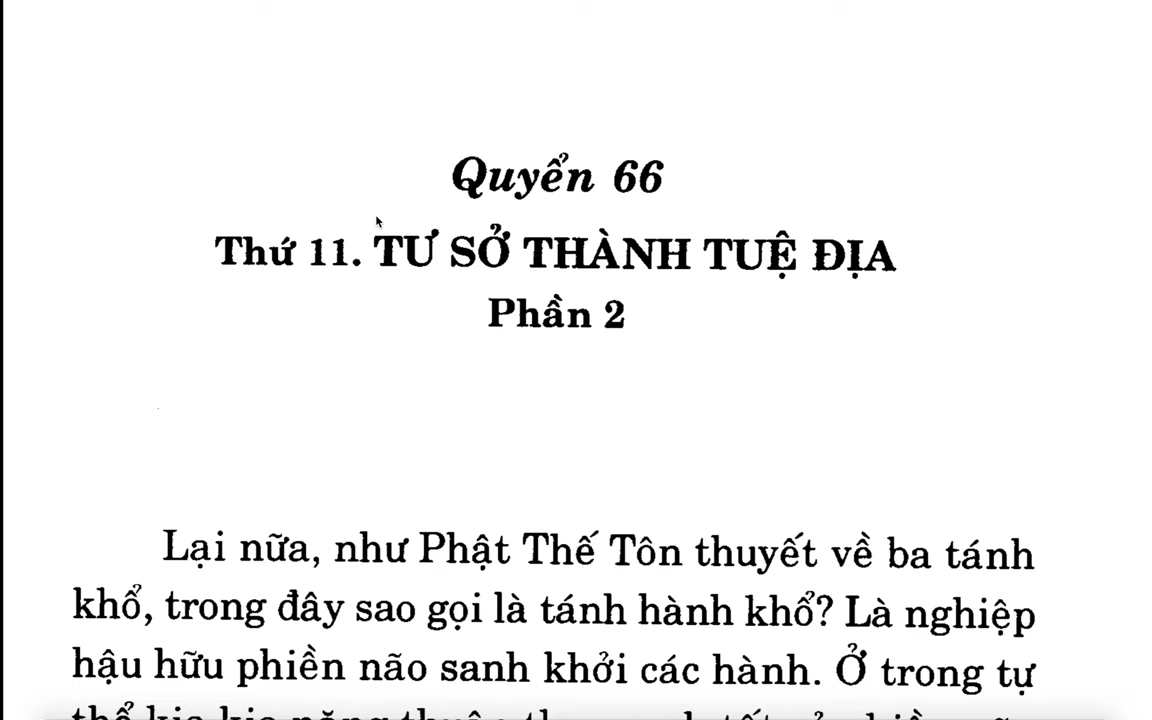 Quyển 66
Thứ 11. TƯ SỞ THÀNH TUỆ ĐỊA
Phần 2
Lại nữa, như Phật Thế Tôn thuyết về ba tánh
khổ, trong đây sao gọi là tánh hành khổ? Là nghiệp
hậu hữu phiền não sanh khởi các hành. Ở trong tự